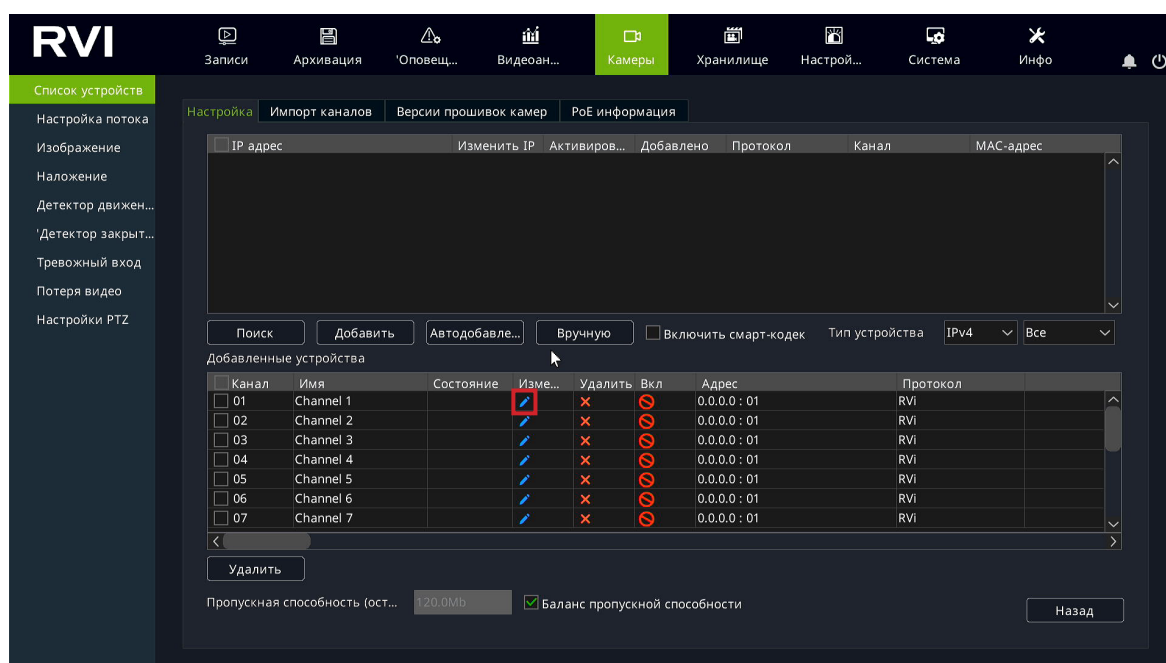 RVI
Записи Архивация 'Оповещ... Видеоан... Камеры Хранилище Настрой... Система Инфо
Список устройств
Настройка потока
Изображение
Наложение
Детектор движен...
'Детектор закрыт...
Тревожный вход
Потеря видео
Настройки PTZ
Настройка Импорт каналов Версии прошивок камер PoE информация
IP адрес Изменить IP Активиров... Добавлено Протокол Канал MAC-адрес
Поиск Добавить Автодобавле... Вручную Включить смарт-кодек Тип устройства IPv4 Все
Добавленные устройства
Канал Имя Состояние Изме... Удалить Вкл Адрес Протокол
01 Channel 1 0.0.0.0 : 01 RVi
02 Channel 2 0.0.0.0 : 01 RVi
03 Channel 3 0.0.0.0 : 01 RVi
04 Channel 4 0.0.0.0 : 01 RVi
05 Channel 5 0.0.0.0 : 01 RVi
06 Channel 6 0.0.0.0 : 01 RVi
07 Channel 7 0.0.0.0 : 01 RVi
Удалить
Пропускная способность (ост... 120.0Mb Баланс пропускной способности
Назад